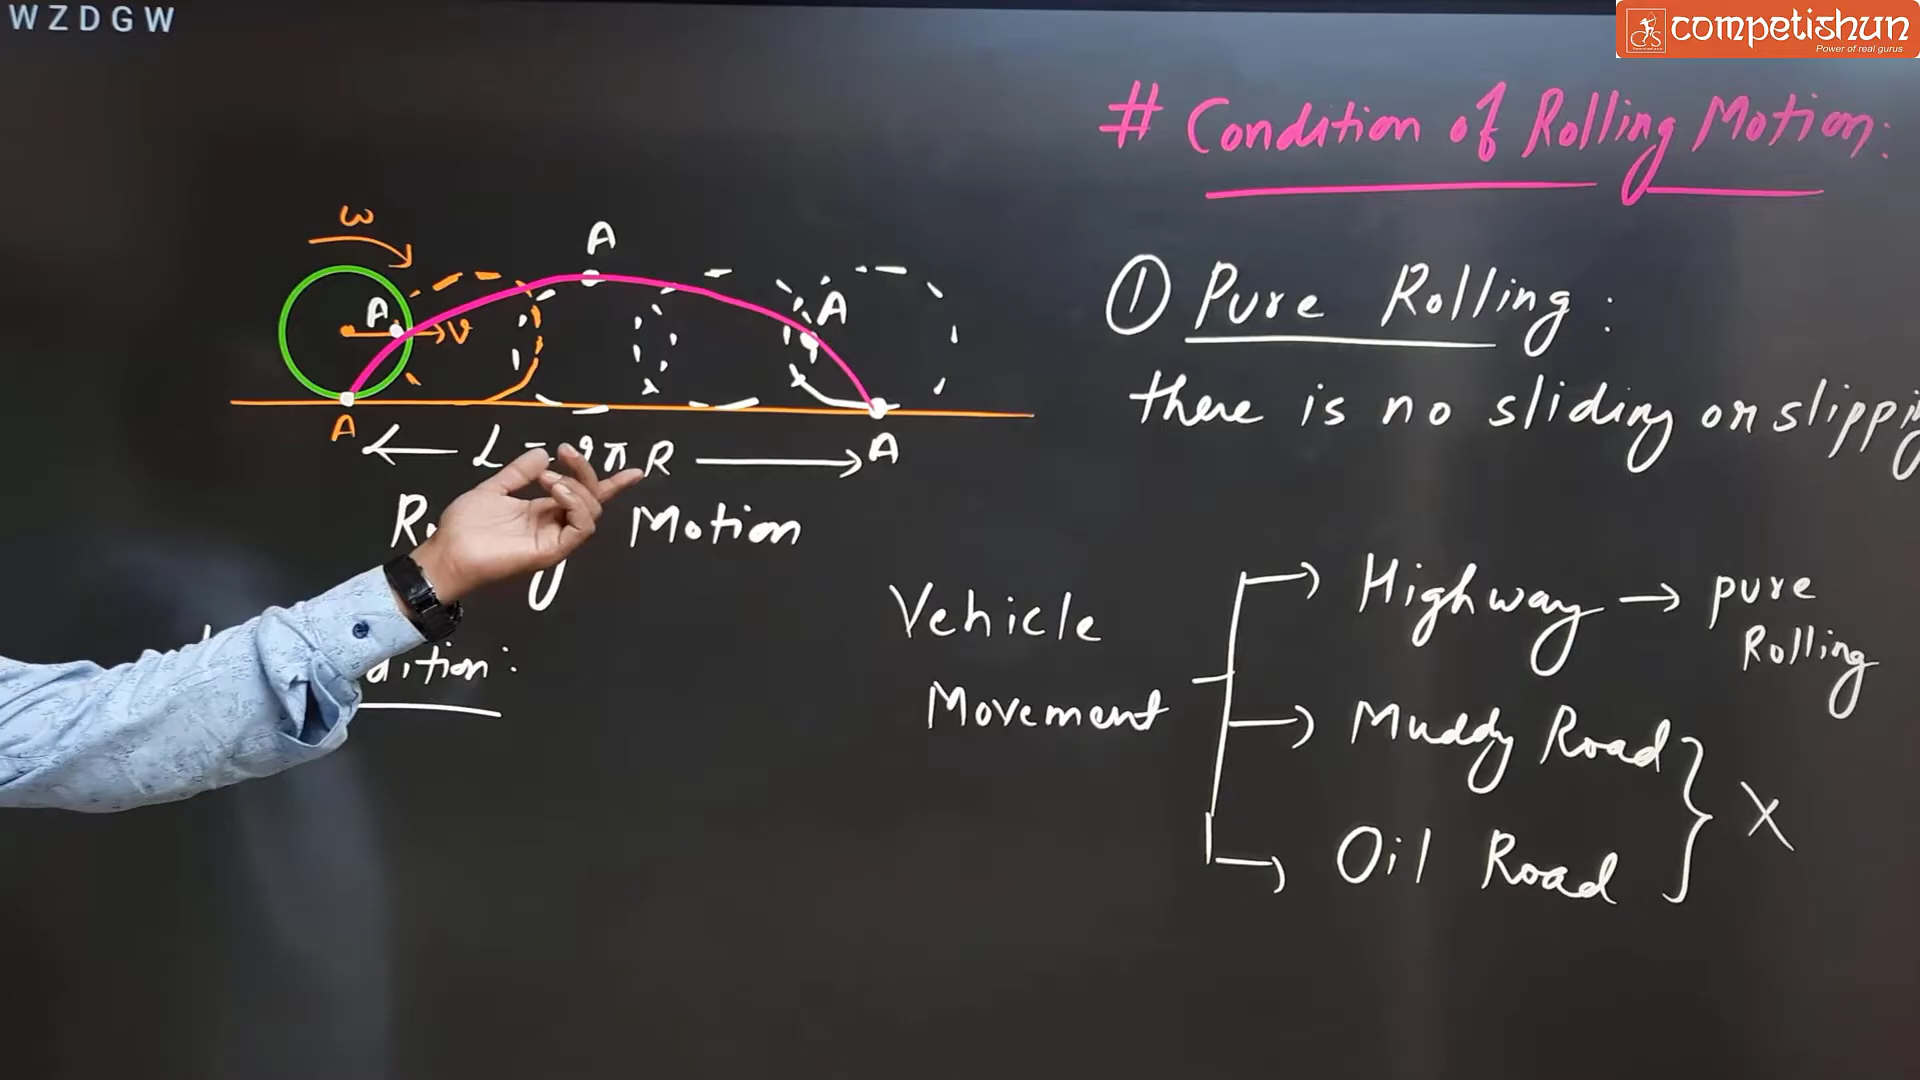 WZDGW
competishun
Power of real gurus
# Condition of Rolling Motion:
ω
A
A
A
v
A
① Pure Rolling:
there is no sliding or
A
L = 2πR
A
Motion
Vehicle
Movement
Highway → pure
Rolling
Muddy Road
Oil Road
X